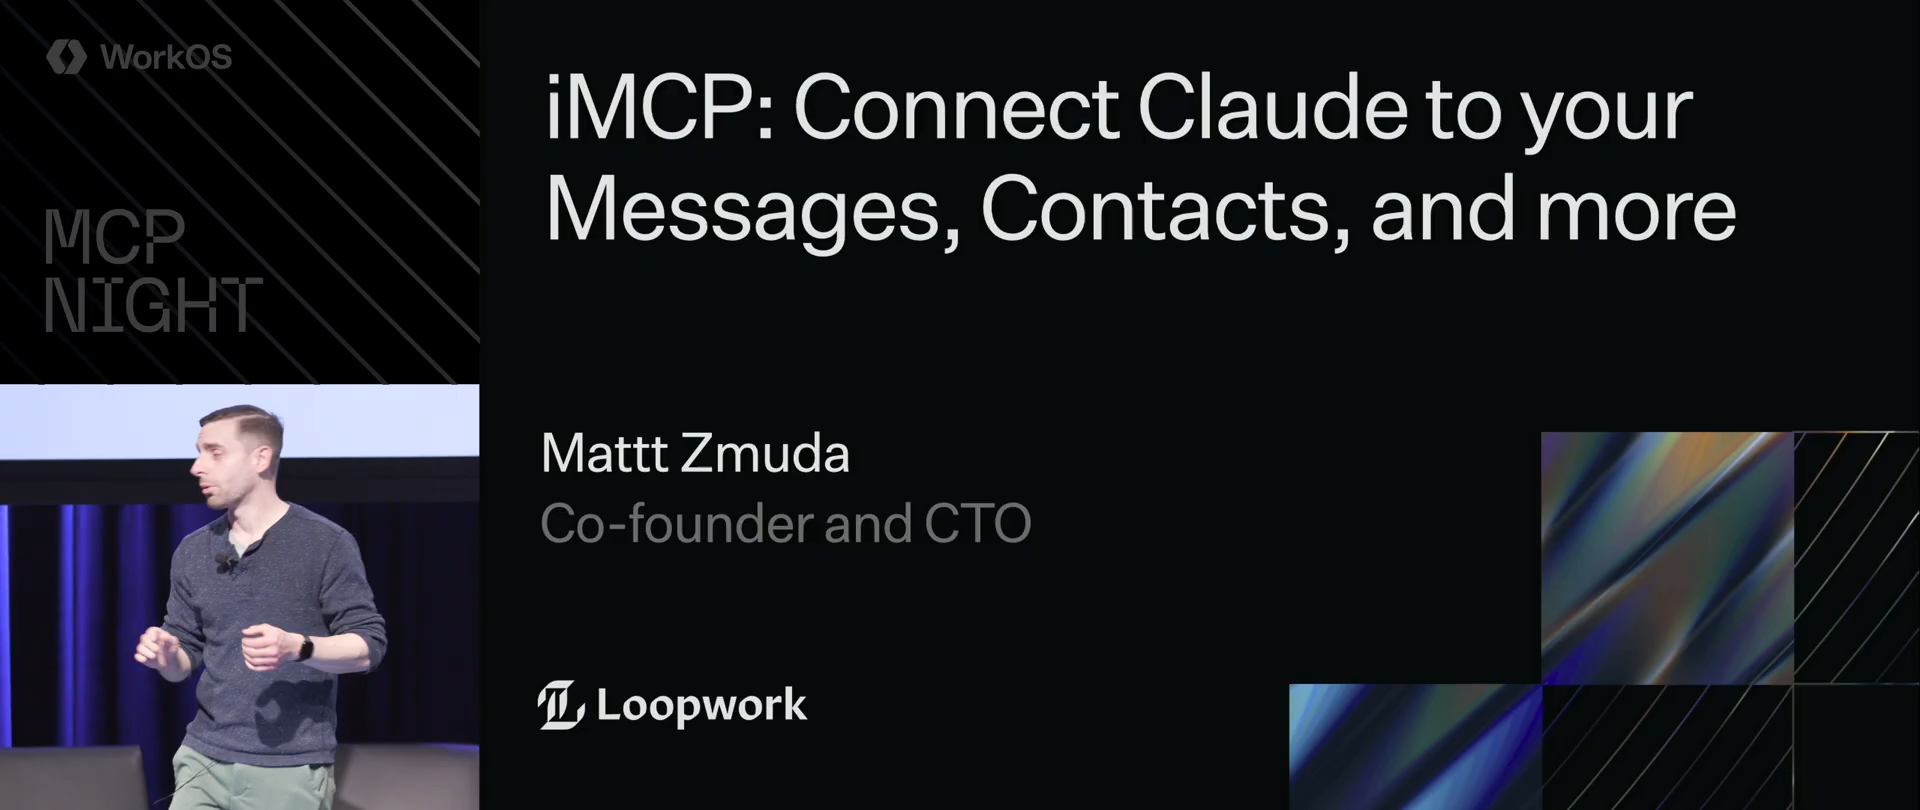 WorkOS
MCP
NIGHT
iMCP: Connect Claude to your
Messages, Contacts, and more
Mattt Zmuda
Co-founder and CTO
Loopwork